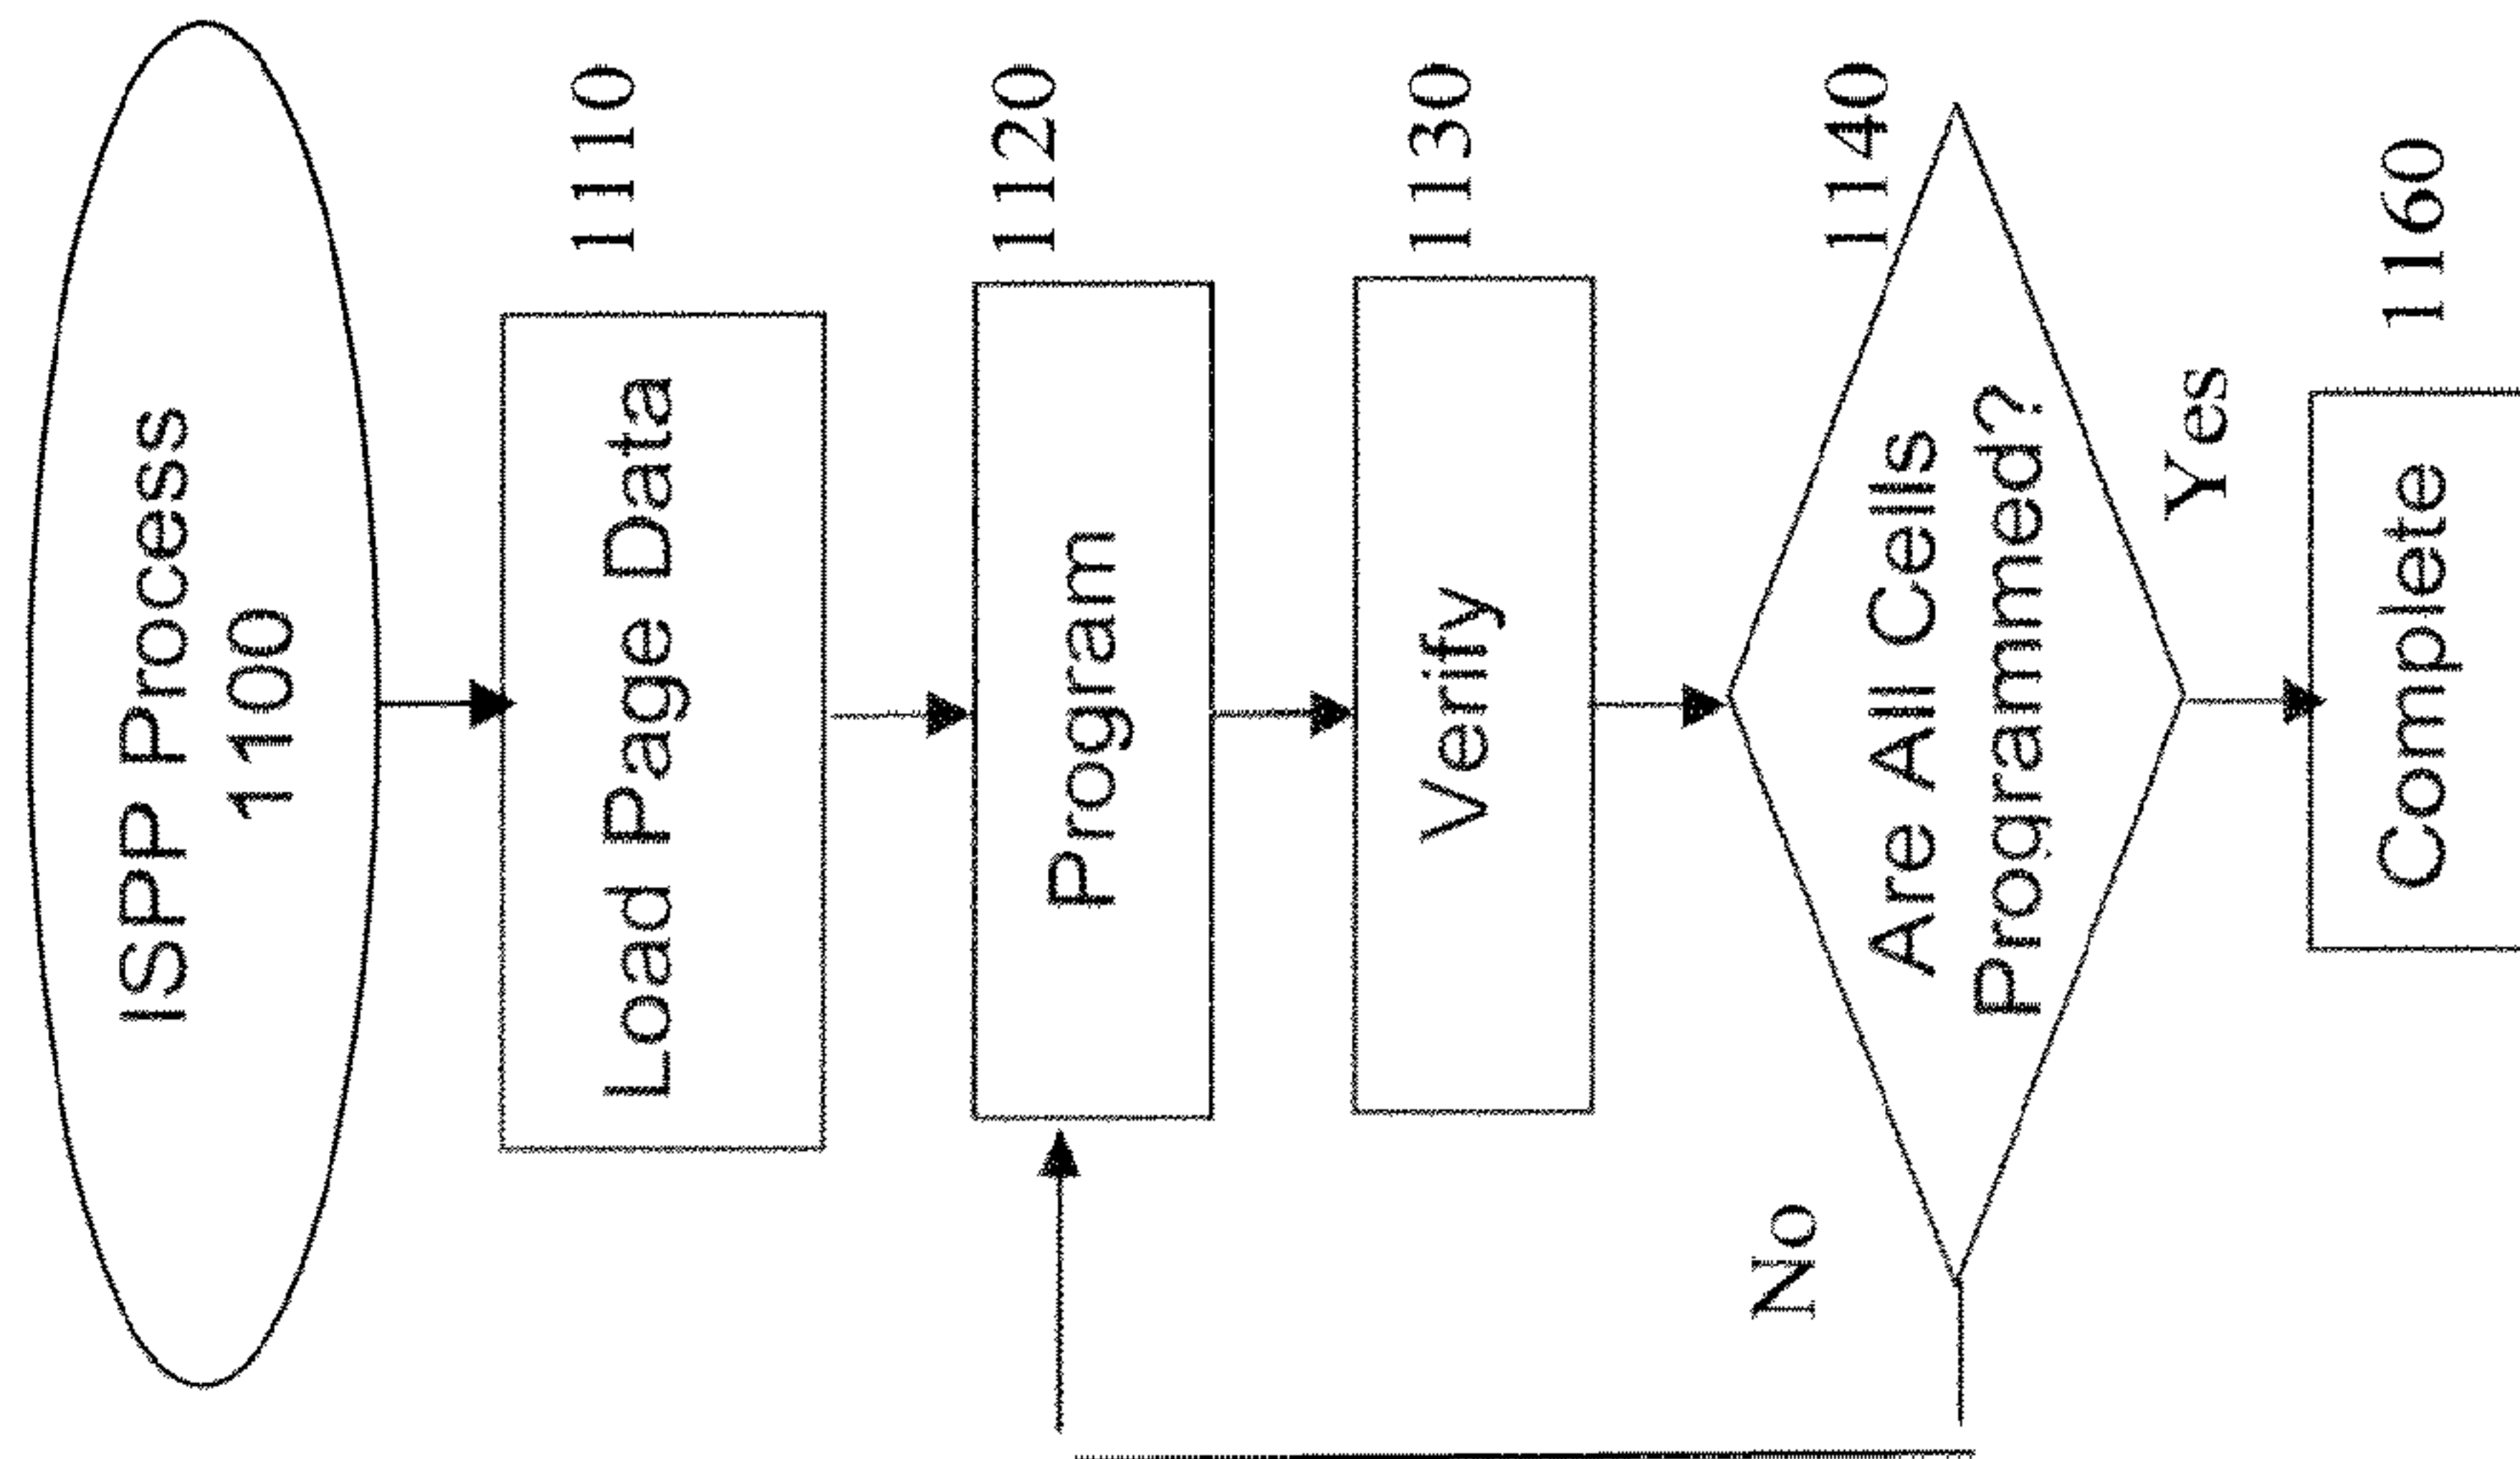 ISPP Process
1100
1110
Load Page Data
1120
Program
1130
Verify
1140
Are All Cells
Programmed?
No
Yes
1160
Complete